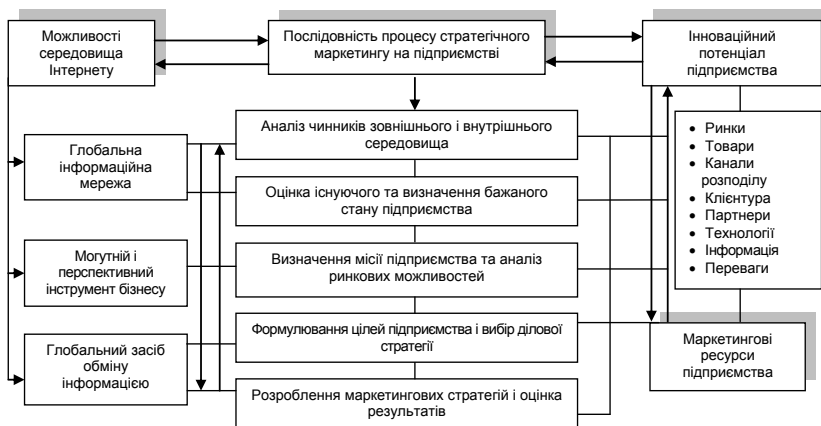 Можливості
середовища
Інтернету
Послідовність процесу стратегічного
маркетингу на підприємстві
Інноваційний
потенціал
підприємства
Глобальна
інформаційна
мережа
Могутній і
перспективний
інструмент бізнесу
Глобальний засіб
обміну
інформацією
Аналіз чинників зовнішнього і внутрішнього
середовища
Оцінка існуючого та визначення бажаного
стану підприємства
Визначення місії підприємства та аналіз
ринкових можливостей
Формулювання цілей підприємства і вибір ділової
стратегії
Розроблення маркетингових стратегій і оцінка
результатів
• Ринки
• Товари
• Канали
розподілу
• Клієнтура
• Партнери
• Технології
• Інформація
• Переваги
Маркетингові
ресурси
підприємства